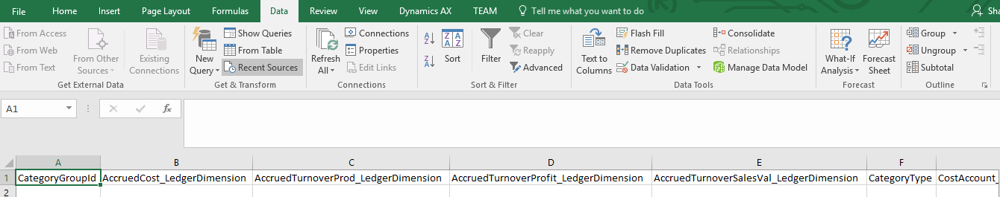 File Home Insert Page Layout Formulas Data Review View Dynamics AX TEAM Tell me what you want to do
From Access
From Web
From Text
From Other Sources
Existing Connections
Get External Data
New Query
Show Queries
From Table
Recent Sources
Get & Transform
Refresh All
Connections
Properties
Edit Links
Connections
A Z
Z A
Z A A Z
Sort
Filter
Clear
Reapply
Advanced
Sort & Filter
Text to Columns
Flash Fill
Remove Duplicates
Data Validation
Consolidate
Relationships
Manage Data Model
Data Tools
What-If Analysis
Forecast Sheet
Forecast
Group
Ungroup
Subtotal
Outline
A1 fx
A B C D E F
1 CategoryGroupId AccruedCost_LedgerDimension AccruedTurnoverProd_LedgerDimension AccruedTurnoverProfit_LedgerDimension AccruedTurnoverSalesVal_LedgerDimension CategoryType CostAccount_
2